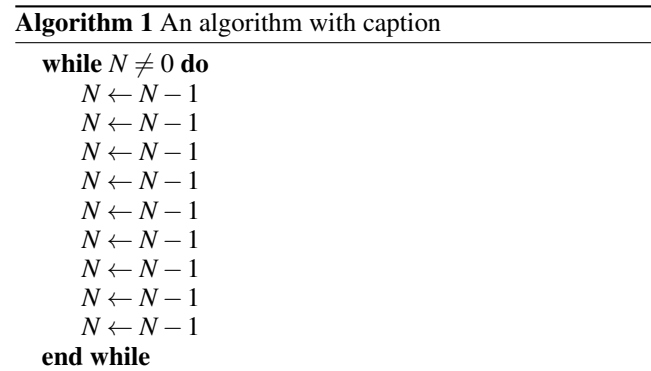 Algorithm 1 An algorithm with caption
while N ≠ 0 do
N ← N − 1
N ← N − 1
N ← N − 1
N ← N − 1
N ← N − 1
N ← N − 1
N ← N − 1
N ← N − 1
N ← N − 1
end while